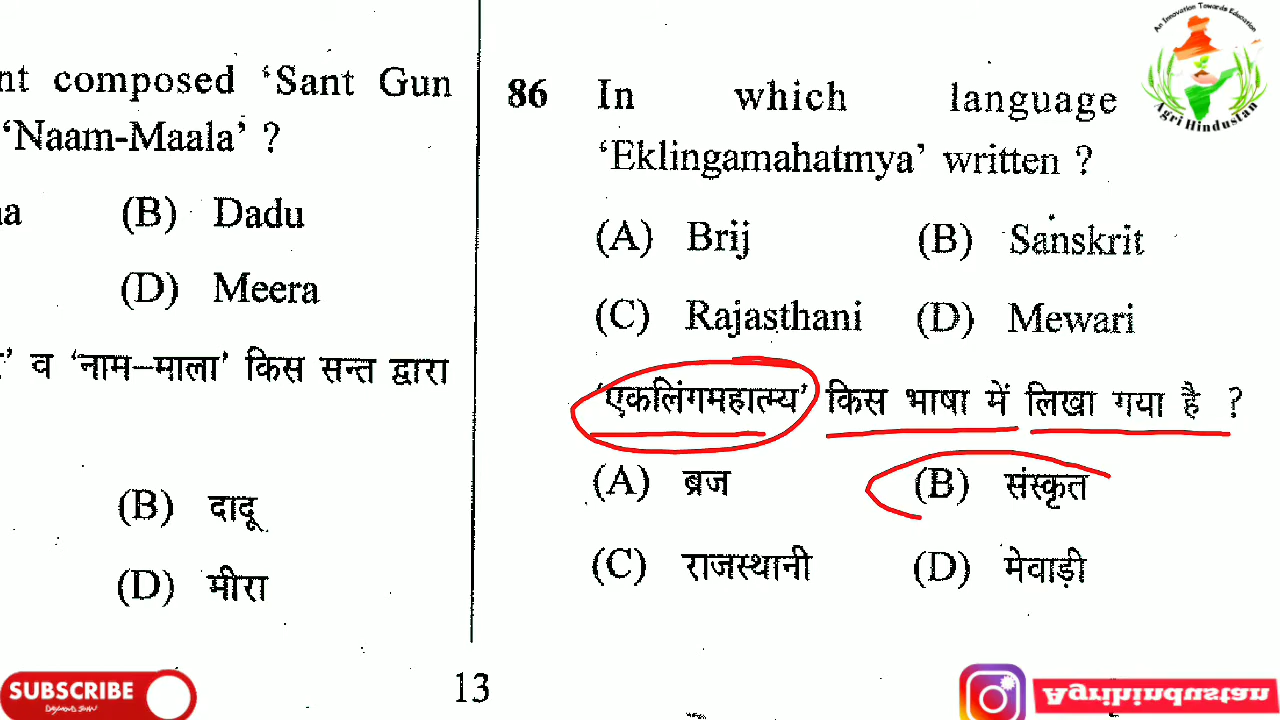 nt composed ‘Sant Gun
‘Naam-Maala’ ?
(B) Dadu
(D) Meera
व ‘नाम–माला’ किस सन्त द्वारा
(B) दादू
(D) मीरा
86 In which language
‘Eklingamahatmya’ written ?
(A) Brij (B) Sanskrit
(C) Rajasthani (D) Mewari
‘एकलिंगमहात्म्य’ किस भाषा में लिखा गया है ?
(A) ब्रज (B) संस्कृत
(C) राजस्थानी (D) मेवाड़ी
13
An Innovation Towards Education
Agri Hindustan
SUBSCRIBE
Agrihindustan